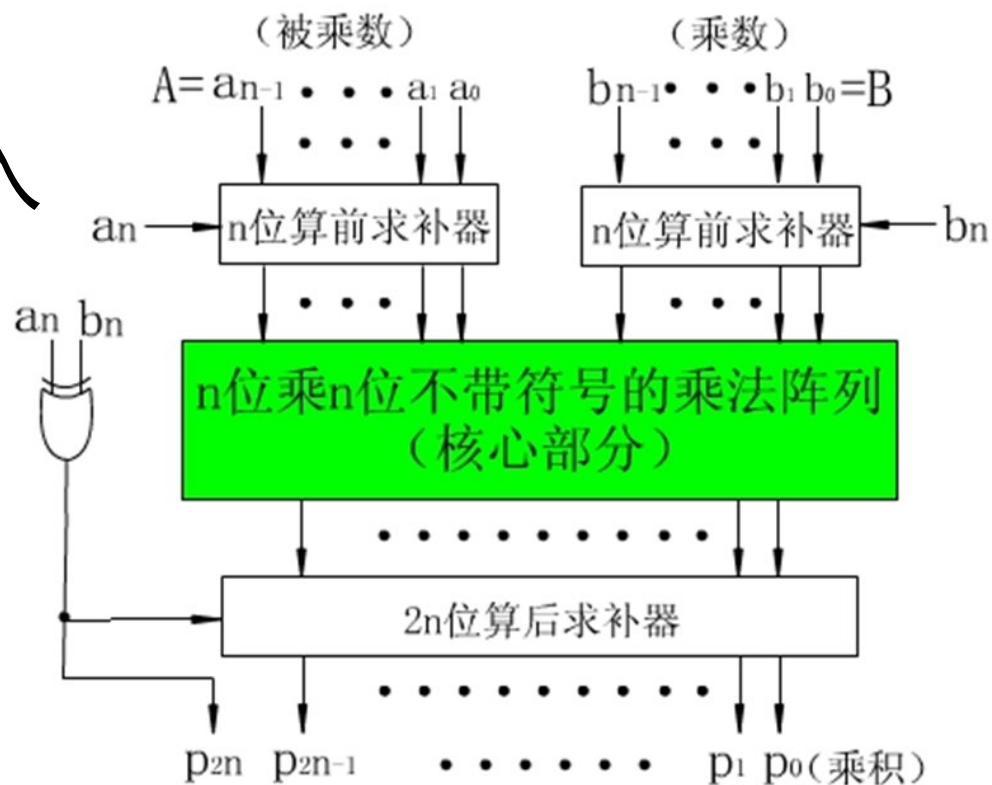 （被乘数） （乘数）
A=an-1 • • • a1 a0 bn-1 • • • b1 b0=B
• • • • • •
an n位算前求补器 n位算前求补器 bn
• • • • • •
an bn
n位乘n位不带符号的乘法阵列
（核心部分）
• • • • • • • • •
2n位算后求补器
• • • • • • • • •
p2n p2n-1 • • • • • • p1 p0(乘积)